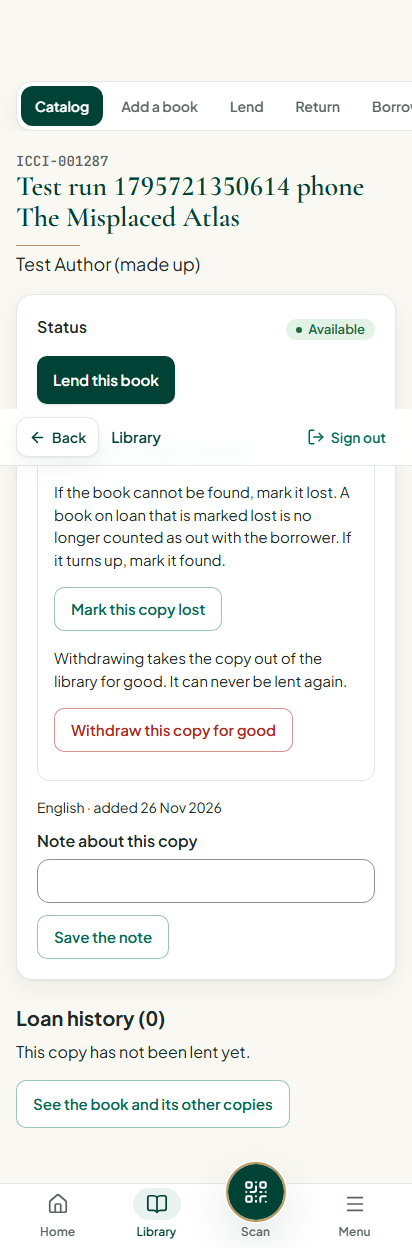 Catalog
Add a book
Lend
Return
Borrow
ICCI-001287
Test run 1795721350614 phone
The Misplaced Atlas
Test Author (made up)
Status
Available
Lend this book
Back
Library
Sign out
If the book cannot be found, mark it lost. A
book on loan that is marked lost is no
longer counted as out with the borrower. If
it turns up, mark it found.
Mark this copy lost
Withdrawing takes the copy out of the
library for good. It can never be lent again.
Withdraw this copy for good
English · added 26 Nov 2026
Note about this copy
Save the note
Loan history (0)
This copy has not been lent yet.
See the book and its other copies
Home
Library
Scan
Menu